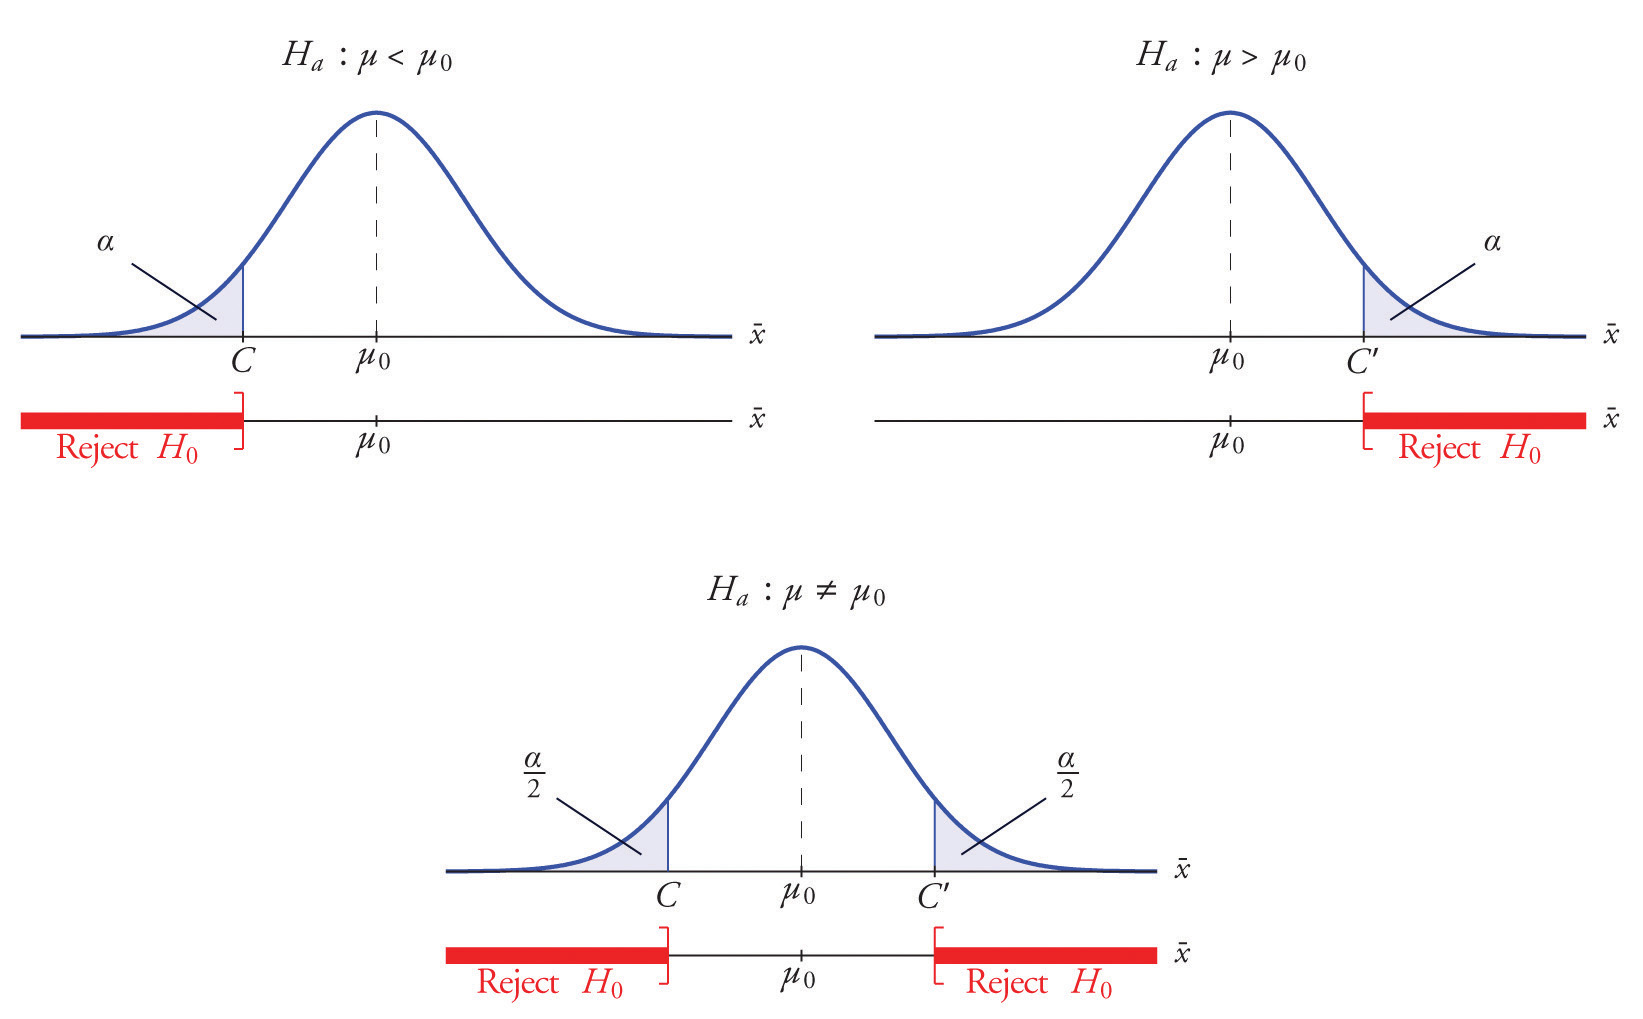 Hₐ : μ < μ₀
α
x̄
C μ₀
x̄
Reject H₀ μ₀
Hₐ : μ > μ₀
α
x̄
μ₀ C′
x̄
μ₀ Reject H₀
Hₐ : μ ≠ μ₀
α/2 α/2
x̄
C μ₀ C′
x̄
Reject H₀ μ₀ Reject H₀